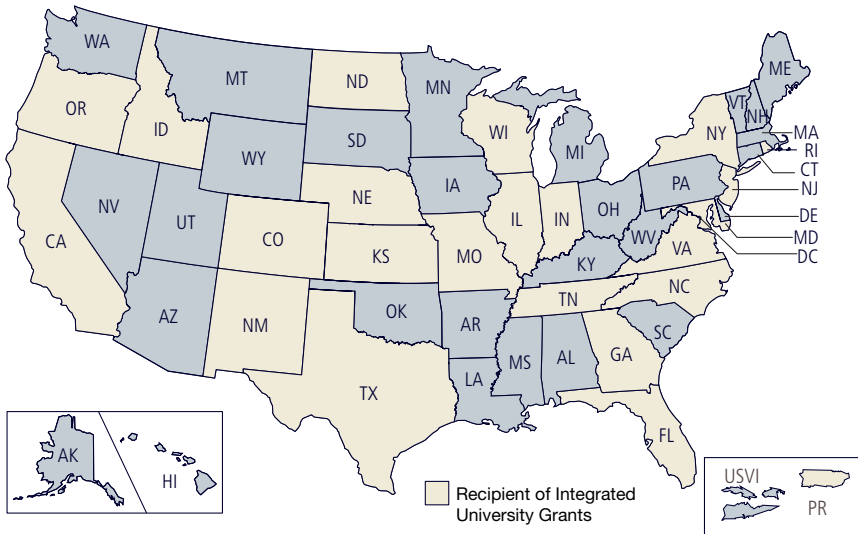 WA
MT
ND
MN
ME
VT
NH
OR
ID
WI
NY
MA
RI
CT
NJ
DE
MD
DC
SD
WY
MI
IA
PA
NE
NV
UT
IL
IN
OH
CO
WV
CA
KS
MO
VA
KY
NC
TN
AZ
NM
OK
AR
SC
MS
AL
GA
LA
TX
FL
AK
HI
USVI
PR
Recipient of Integrated
University Grants